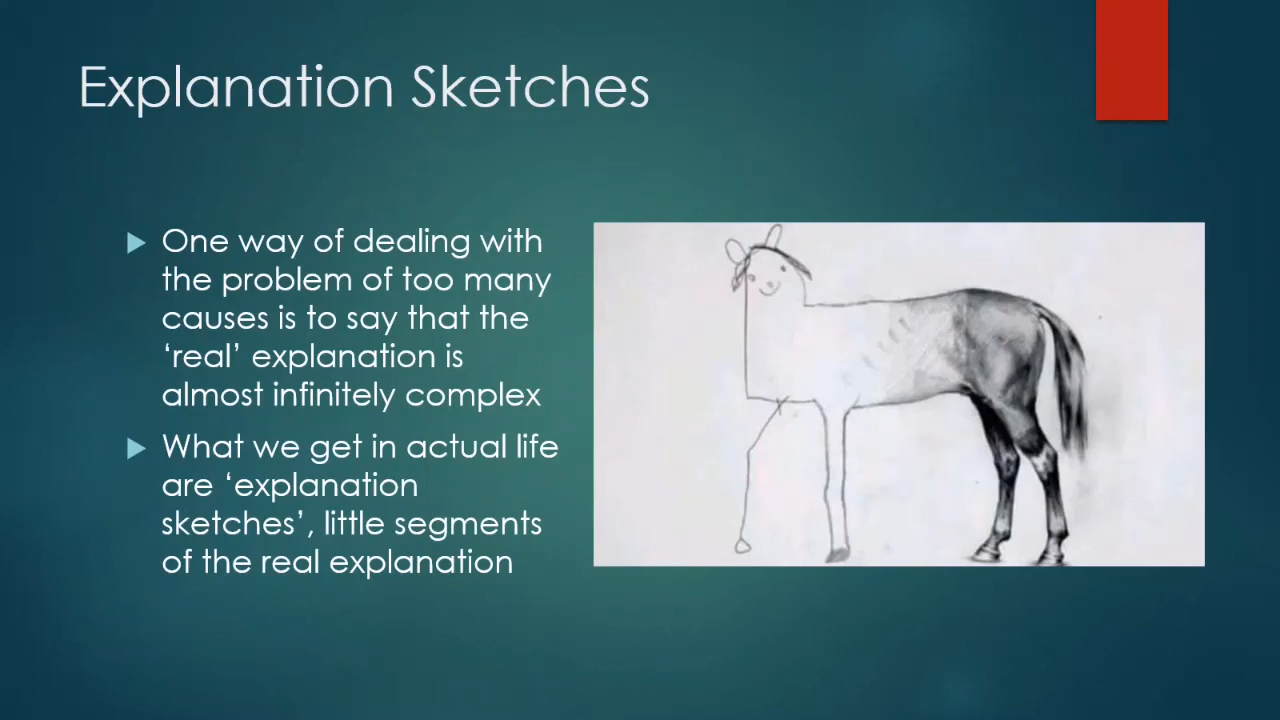 Explanation Sketches
One way of dealing with
the problem of too many
causes is to say that the
‘real’ explanation is
almost infinitely complex
What we get in actual life
are ‘explanation
sketches’, little segments
of the real explanation